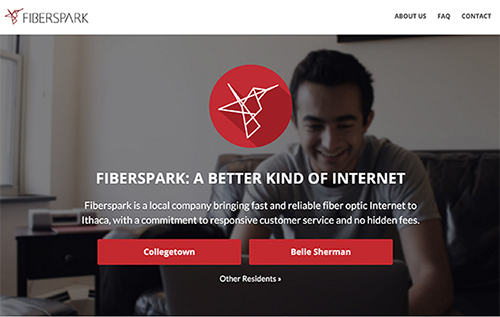 FIBERSPARK
ABOUT US FAQ CONTACT
FIBERSPARK: A BETTER KIND OF INTERNET
Fiberspark is a local company bringing fast and reliable fiber optic Internet to
Ithaca, with a commitment to responsive customer service and no hidden fees.
Collegetown Belle Sherman
Other Residents »